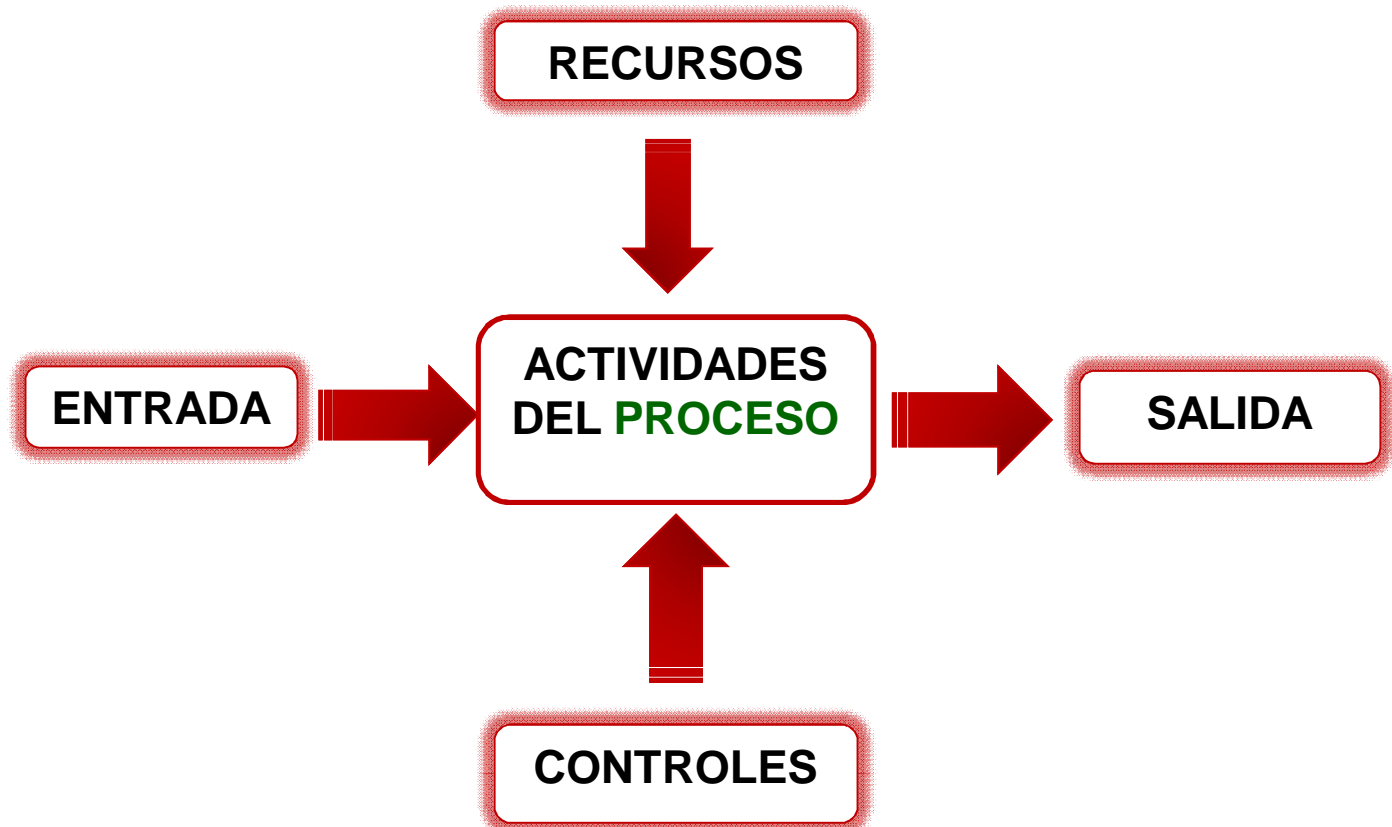 RECURSOS
ENTRADA
ACTIVIDADES
DEL PROCESO
SALIDA
CONTROLES